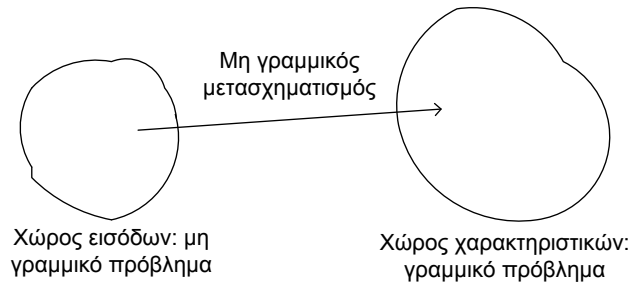 Μη γραμμικός
μετασχηματισμός
Χώρος εισόδων: μη
γραμμικό πρόβλημα
Χώρος χαρακτηριστικών:
γραμμικό πρόβλημα